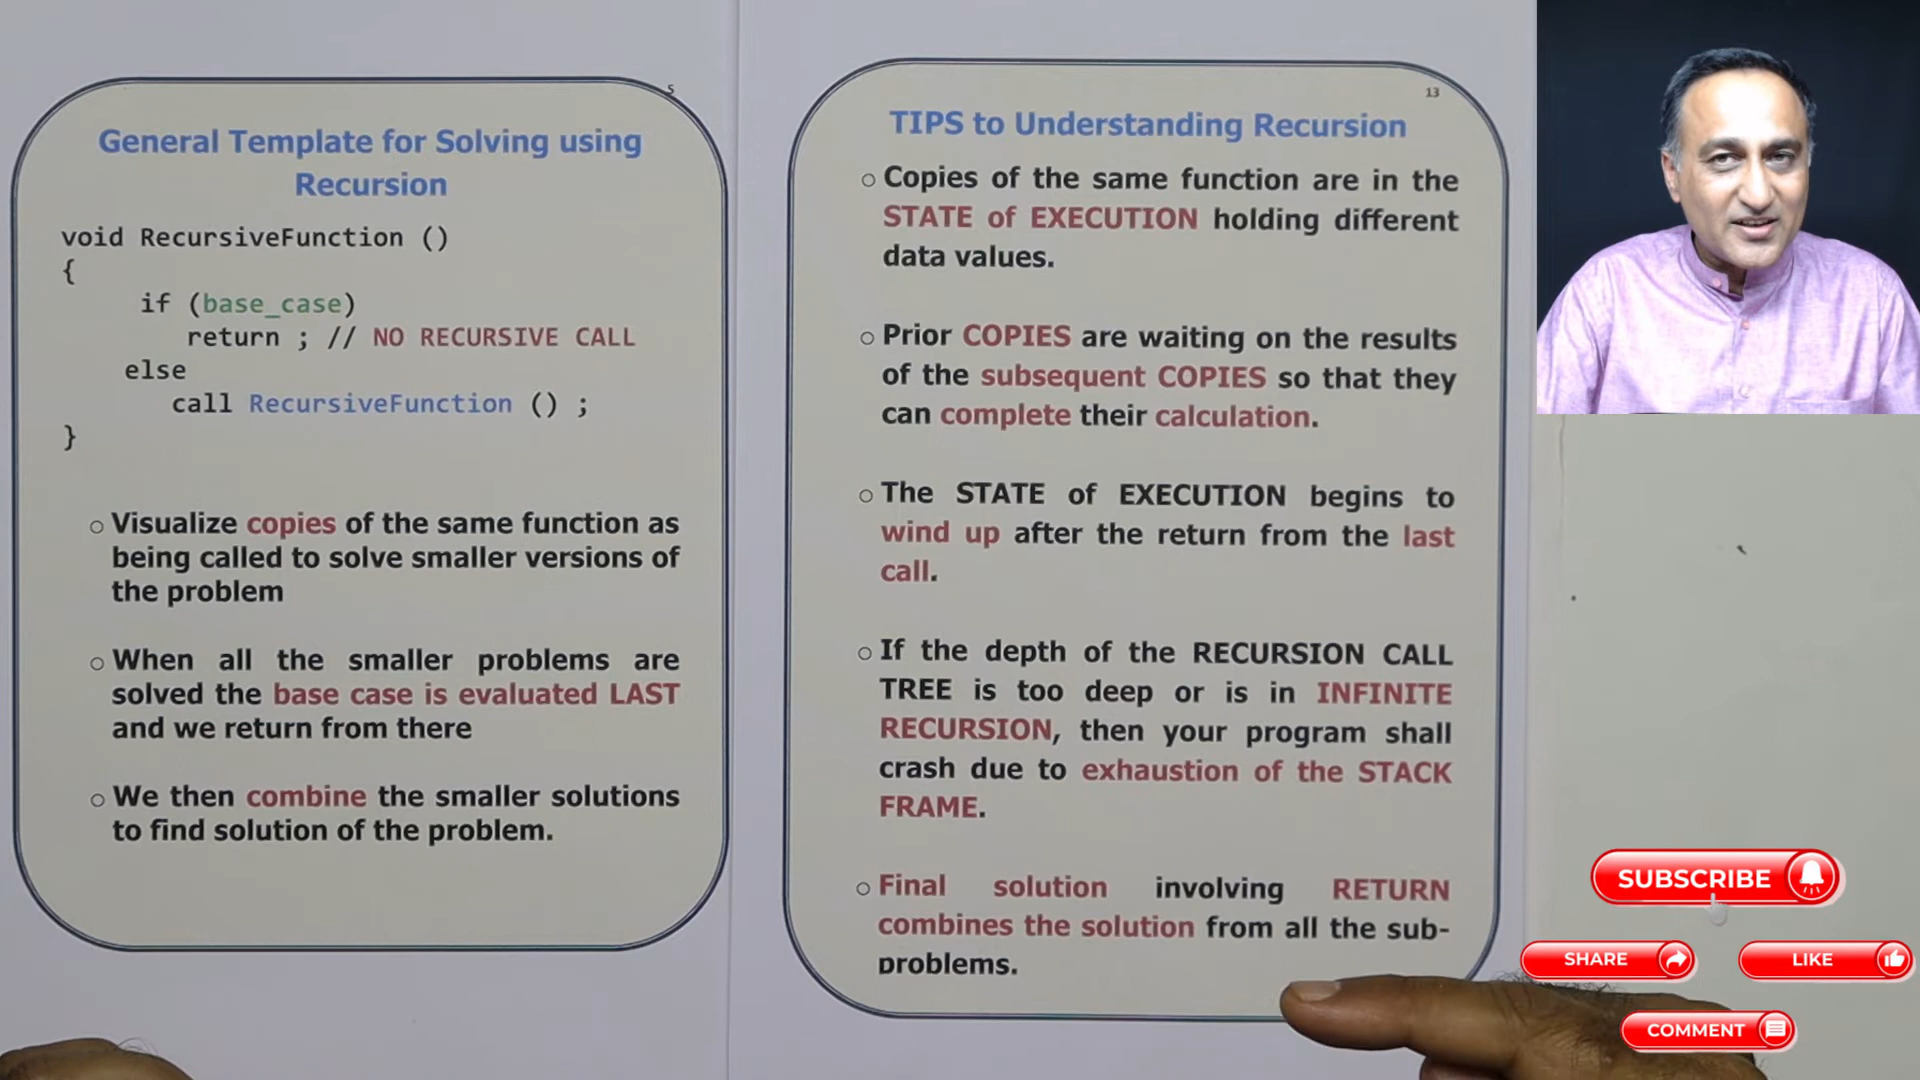 5
General Template for Solving using
Recursion
void RecursiveFunction ()
{
if (base_case)
return ; // NO RECURSIVE CALL
else
call RecursiveFunction () ;
}
○ Visualize copies of the same function as
being called to solve smaller versions of
the problem
○ When all the smaller problems are
solved the base case is evaluated LAST
and we return from there
○ We then combine the smaller solutions
to find solution of the problem.
13
TIPS to Understanding Recursion
○ Copies of the same function are in the
STATE of EXECUTION holding different
data values.
○ Prior COPIES are waiting on the results
of the subsequent COPIES so that they
can complete their calculation.
○ The STATE of EXECUTION begins to
wind up after the return from the last
call.
○ If the depth of the RECURSION CALL
TREE is too deep or is in INFINITE
RECURSION, then your program shall
crash due to exhaustion of the STACK
FRAME.
○ Final solution involving RETURN
combines the solution from all the sub-
problems.
SUBSCRIBE
SHARE
LIKE
COMMENT